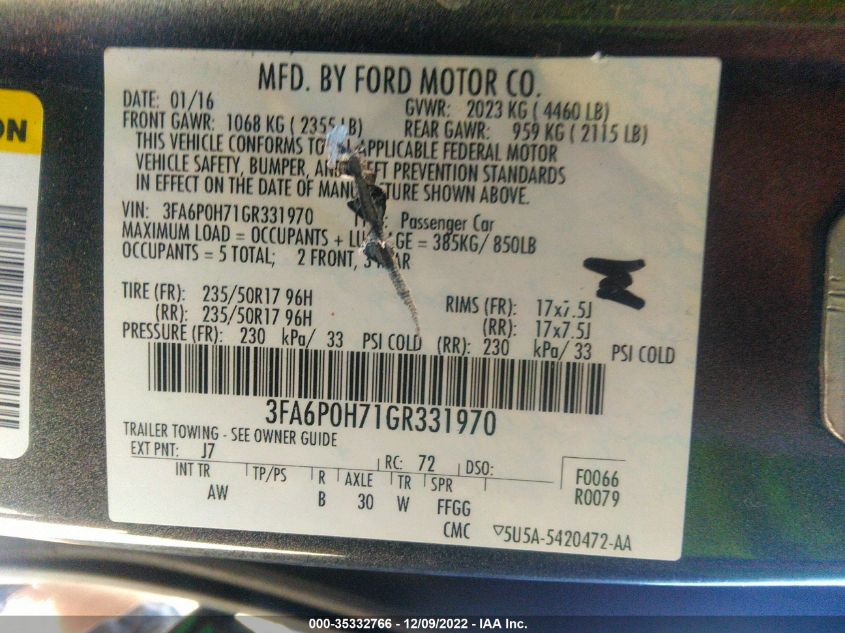 ON
MFD. BY FORD MOTOR CO.
DATE: 01/16 GVWR: 2023 KG ( 4460 LB)
FRONT GAWR: 1068 KG ( 2355 LB) REAR GAWR: 959 KG ( 2115 LB)
THIS VEHICLE CONFORMS TO ALL APPLICABLE FEDERAL MOTOR
VEHICLE SAFETY, BUMPER, AND THEFT PREVENTION STANDARDS
IN EFFECT ON THE DATE OF MANUFACTURE SHOWN ABOVE.
VIN: 3FA6P0H71GR331970 Passenger Car
MAXIMUM LOAD = OCCUPANTS + LUGGAGE = 385KG/ 850LB
OCCUPANTS = 5 TOTAL; 2 FRONT, 3 REAR
TIRE (FR): 235/50R17 96H RIMS (FR): 17x7.5J
(RR): 235/50R17 96H (RR): 17x7.5J
PRESSURE (FR): 230 kPa/ 33 PSI COLD (RR): 230 kPa/ 33 PSI COLD
3FA6P0H71GR331970
TRAILER TOWING - SEE OWNER GUIDE
EXT PNT: J7 RC: 72 DSO: F0066
INT TR TP/PS R AXLE TR SPR R0079
AW B 30 W FFGG
CMC ▽5U5A-5420472-AA
000-35332766 - 12/09/2022 - IAA Inc.